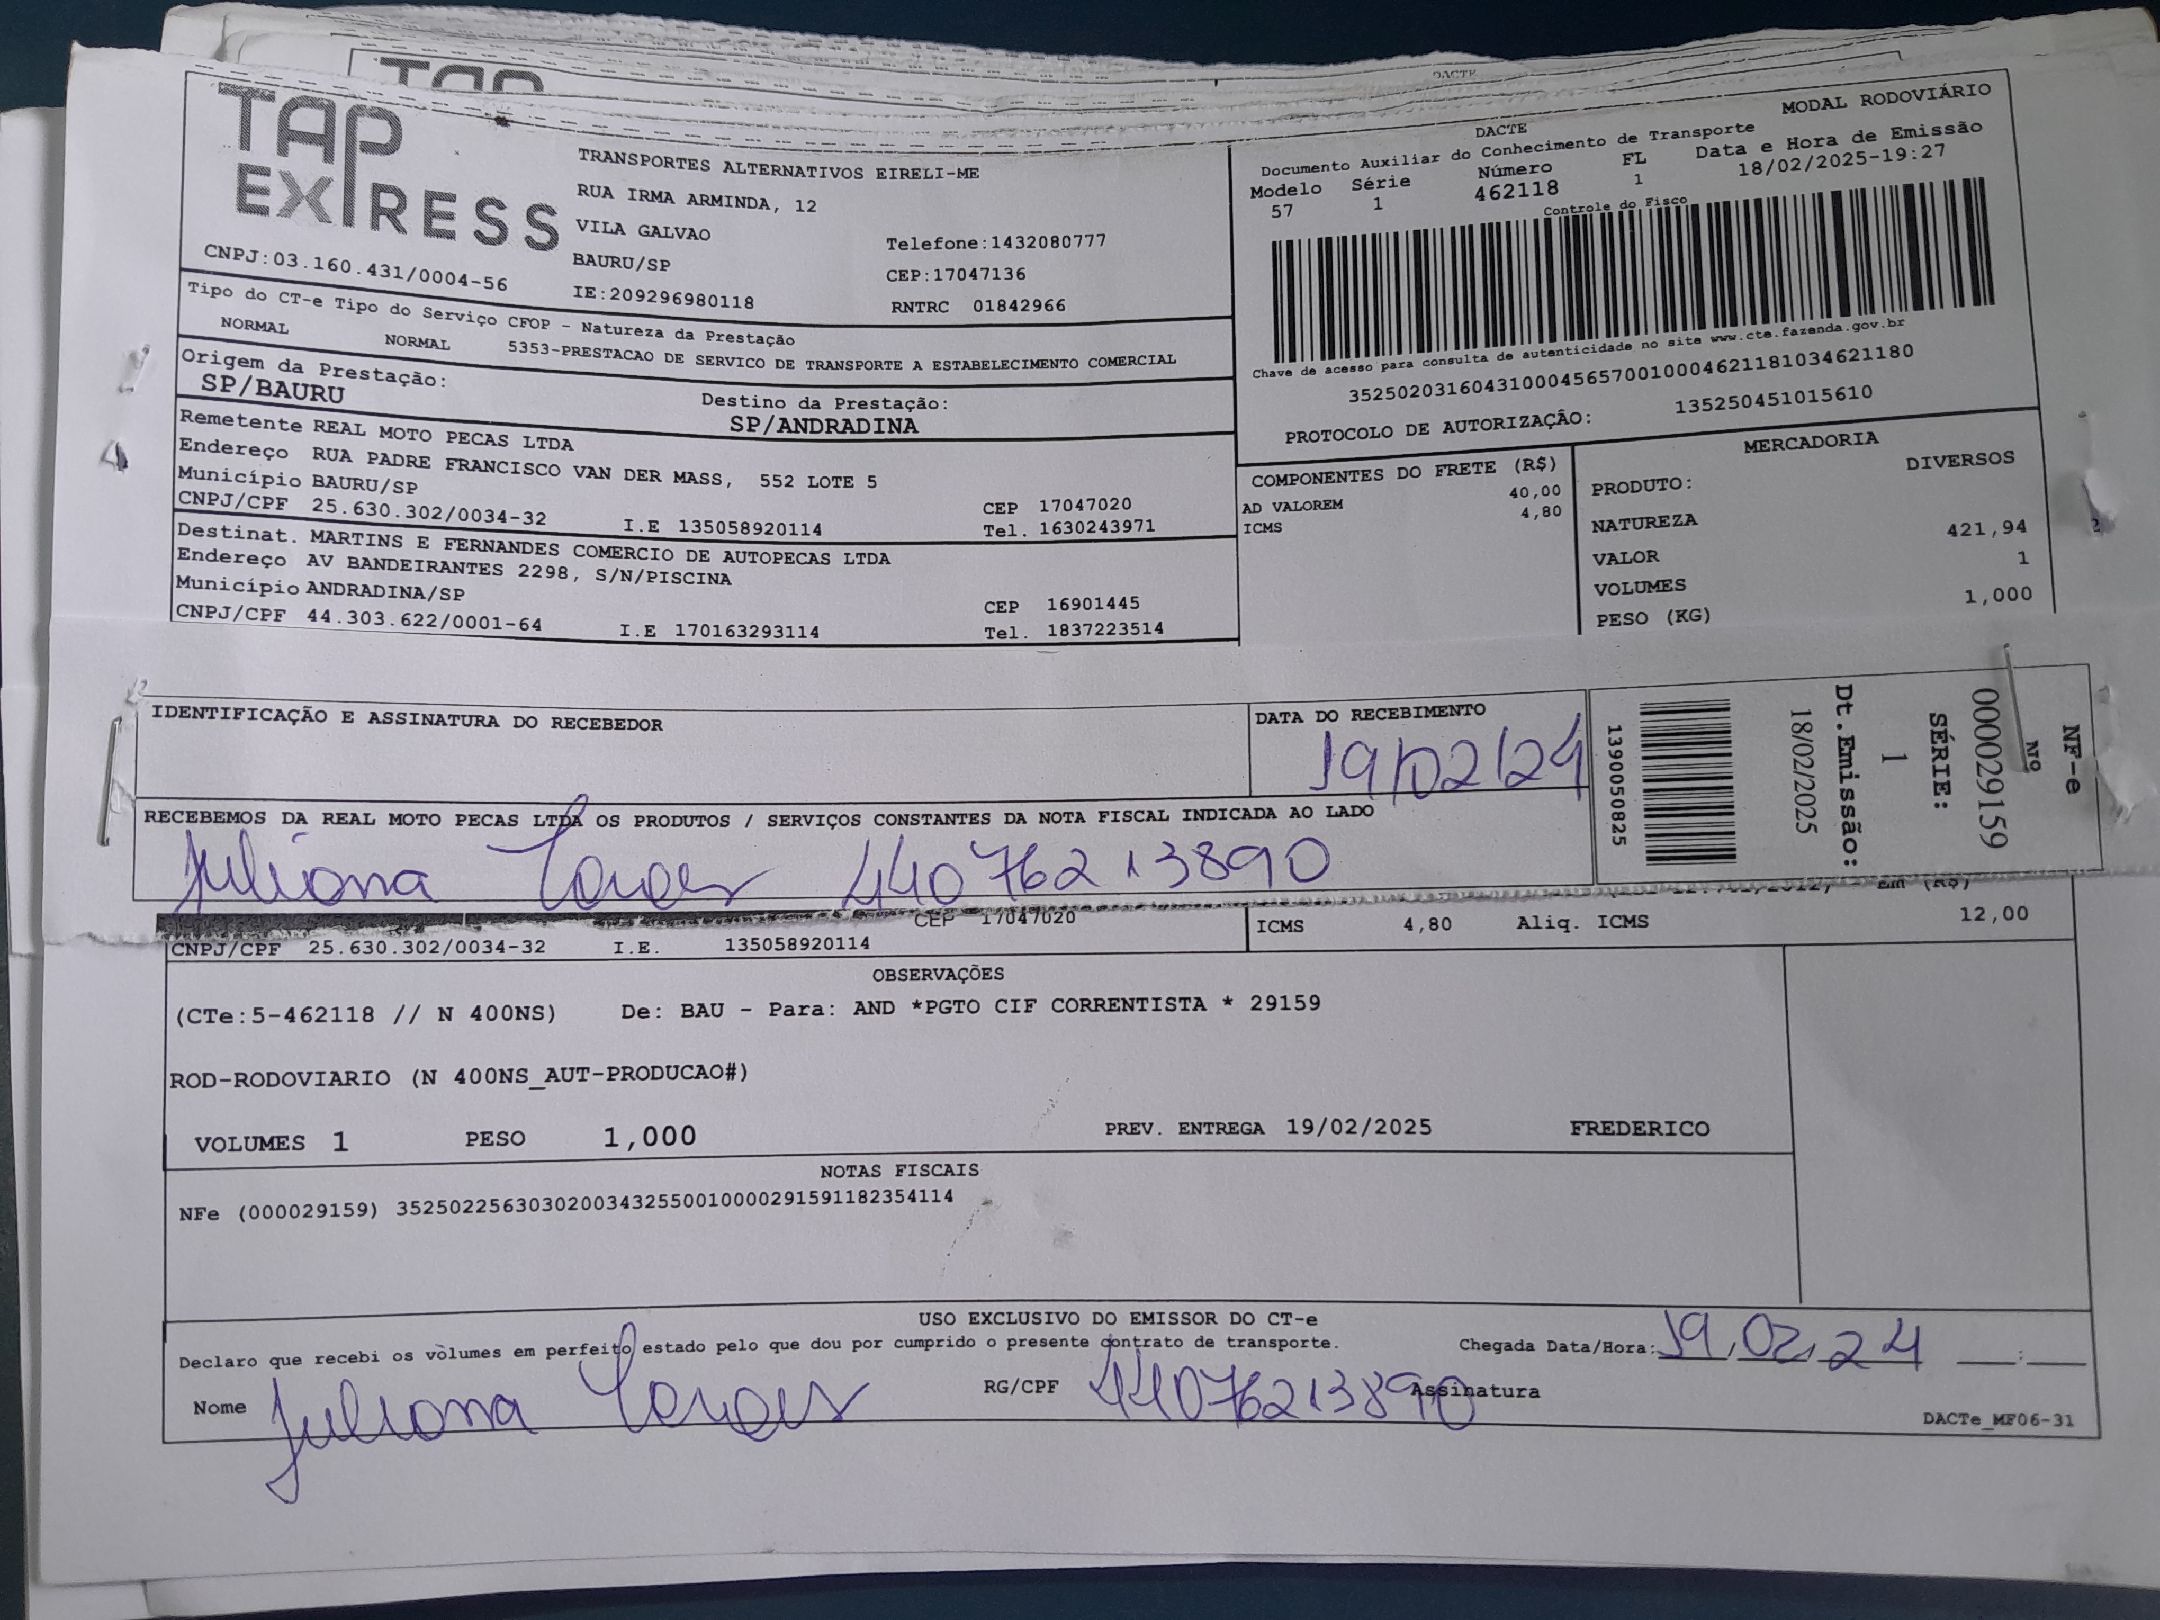 TAP
DACTE
TAP
EXPRESS
CNPJ:03.160.431/0004-56
TRANSPORTES ALTERNATIVOS EIRELI-ME
RUA IRMA ARMINDA, 12
VILA GALVAO
BAURU/SP
IE:209296980118
Telefone:1432080777
CEP:17047136
RNTRC 01842966
MODAL RODOVIÁRIO
DACTE
Documento Auxiliar do Conhecimento de Transporte
Modelo Série Número FL Data e Hora de Emissão
57 1 462118 1 18/02/2025-19:27
Controle do Fisco
Chave de acesso para consulta de autenticidade no site www.cte.fazenda.gov.br
35250203160431000456570010004621181034621180
PROTOCOLO DE AUTORIZAÇÃO: 135250451015610
Tipo do CT-e Tipo do Serviço CFOP - Natureza da Prestação
NORMAL NORMAL 5353-PRESTACAO DE SERVICO DE TRANSPORTE A ESTABELECIMENTO COMERCIAL
Origem da Prestação:
SP/BAURU
Destino da Prestação:
SP/ANDRADINA
Remetente REAL MOTO PECAS LTDA
Endereço RUA PADRE FRANCISCO VAN DER MASS, 552 LOTE 5
Município BAURU/SP CEP 17047020
CNPJ/CPF 25.630.302/0034-32 I.E 135058920114 Tel. 1630243971
Destinat. MARTINS E FERNANDES COMERCIO DE AUTOPECAS LTDA
Endereço AV BANDEIRANTES 2298, S/N/PISCINA
Município ANDRADINA/SP CEP 16901445
CNPJ/CPF 44.303.622/0001-64 I.E 170163293114 Tel. 1837223514
COMPONENTES DO FRETE (R$)
AD VALOREM 40,00
ICMS 4,80
MERCADORIA
PRODUTO: DIVERSOS
NATUREZA
VALOR 421,94
VOLUMES 1
PESO (KG) 1,000
IDENTIFICAÇÃO E ASSINATURA DO RECEBEDOR
DATA DO RECEBIMENTO
19/02/24
RECEBEMOS DA REAL MOTO PECAS LTDA OS PRODUTOS / SERVIÇOS CONSTANTES DA NOTA FISCAL INDICADA AO LADO
Juliana 44076213890
NF-e
Nro
000029159
SÉRIE:
1
Dt.Emissão:
18/02/2025
1390050825
CEP 17047020
CNPJ/CPF 25.630.302/0034-32 I.E. 135058920114
ICMS 4,80 Aliq. ICMS 12,00
OBSERVAÇÕES
(CTe:5-462118 // N 400NS) De: BAU - Para: AND *PGTO CIF CORRENTISTA * 29159
ROD-RODOVIARIO (N 400NS_AUT-PRODUCAO#)
VOLUMES 1 PESO 1,000 PREV. ENTREGA 19/02/2025 FREDERICO
NOTAS FISCAIS
NFe (000029159) 35250225630302003432550010000291591182354114
USO EXCLUSIVO DO EMISSOR DO CT-e
Declaro que recebi os volumes em perfeito estado pelo que dou por cumprido o presente contrato de transporte. Chegada Data/Hora: 19.02.24 :
Nome Juliana RG/CPF 44076213890 Assinatura
DACTe_MF06-31